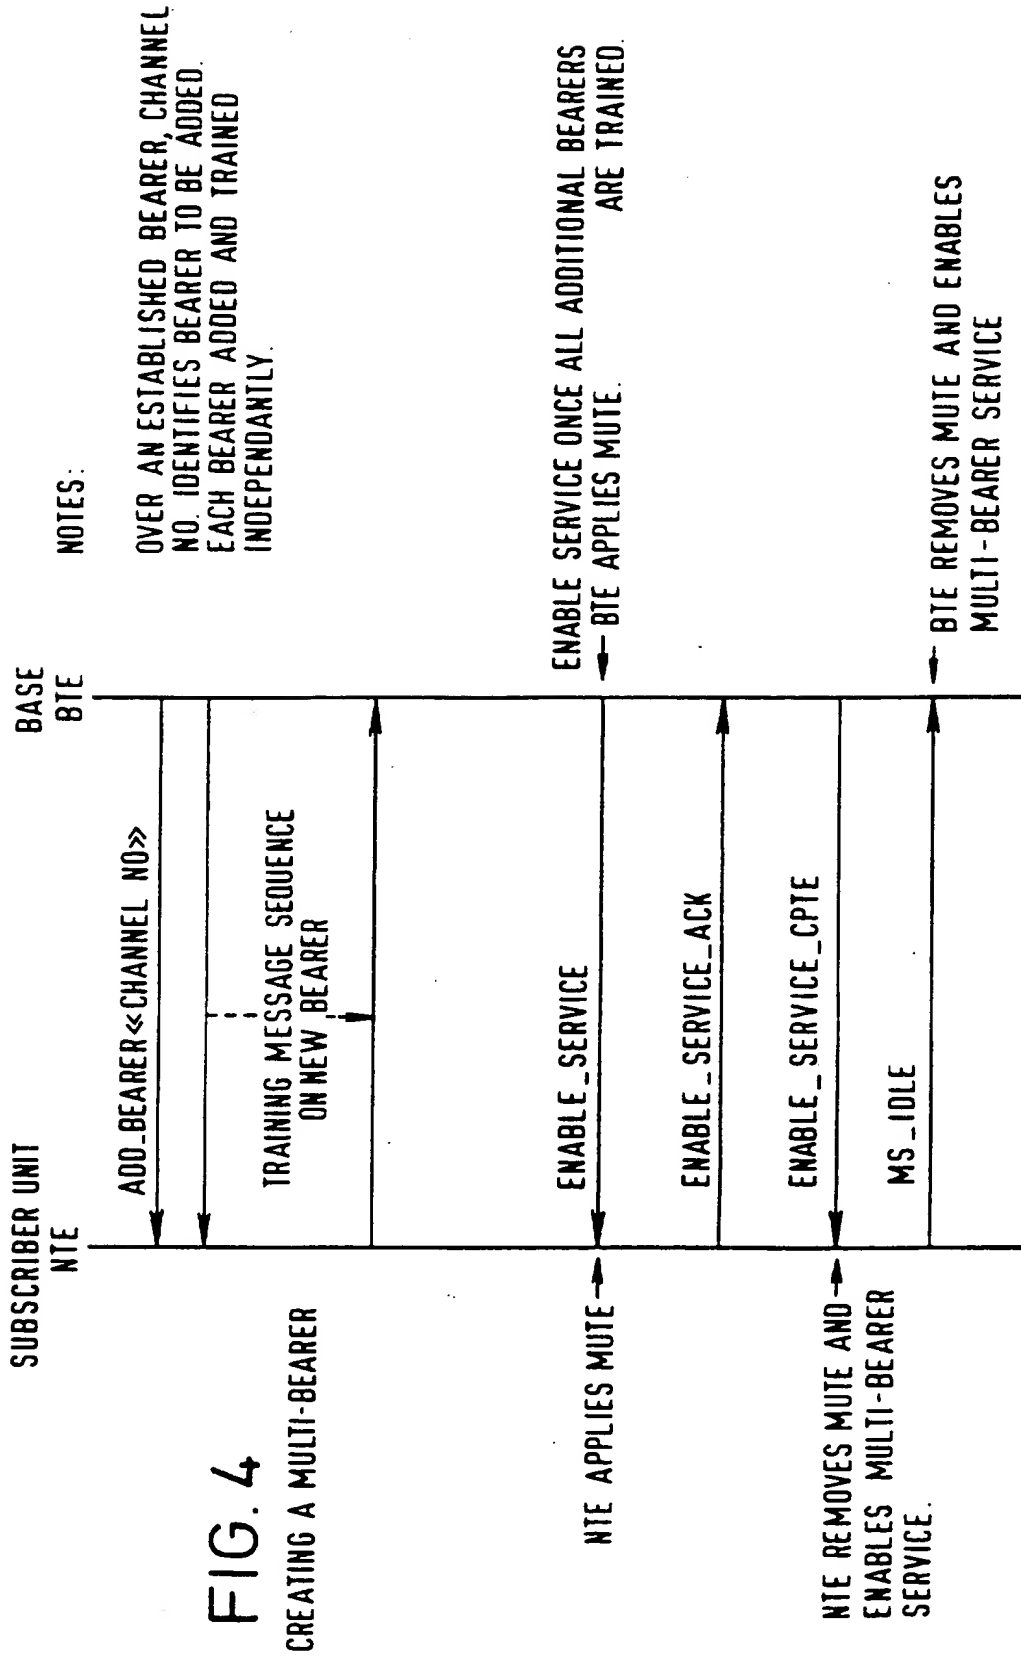 FIG. 4
CREATING A MULTI-BEARER
SUBSCRIBER UNIT
NTE
BASE
BTE
NOTES:
ADD_BEARER«CHANNEL NO»
OVER AN ESTABLISHED BEARER, CHANNEL
NO. IDENTIFIES BEARER TO BE ADDED.
EACH BEARER ADDED AND TRAINED
INDEPENDANTLY.
TRAINING MESSAGE SEQUENCE
ON NEW BEARER
ENABLE SERVICE ONCE ALL ADDITIONAL BEARERS
BTE APPLIES MUTE. ARE TRAINED.
NTE APPLIES MUTE
ENABLE_SERVICE
ENABLE_SERVICE_ACK
ENABLE_SERVICE_CPTE
NTE REMOVES MUTE AND
ENABLES MULTI-BEARER
SERVICE.
MS_IDLE
BTE REMOVES MUTE AND ENABLES
MULTI-BEARER SERVICE